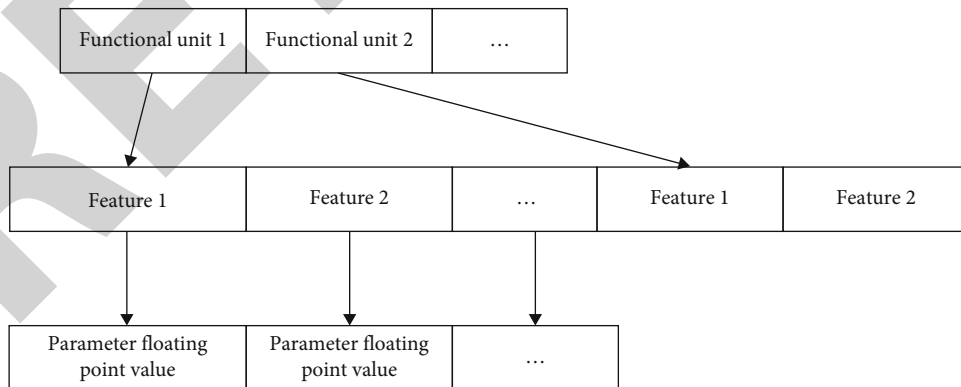 Functional unit 1 Functional unit 2 ...
Feature 1 Feature 2 ... Feature 1 Feature 2
Parameter floating point value Parameter floating point value ...